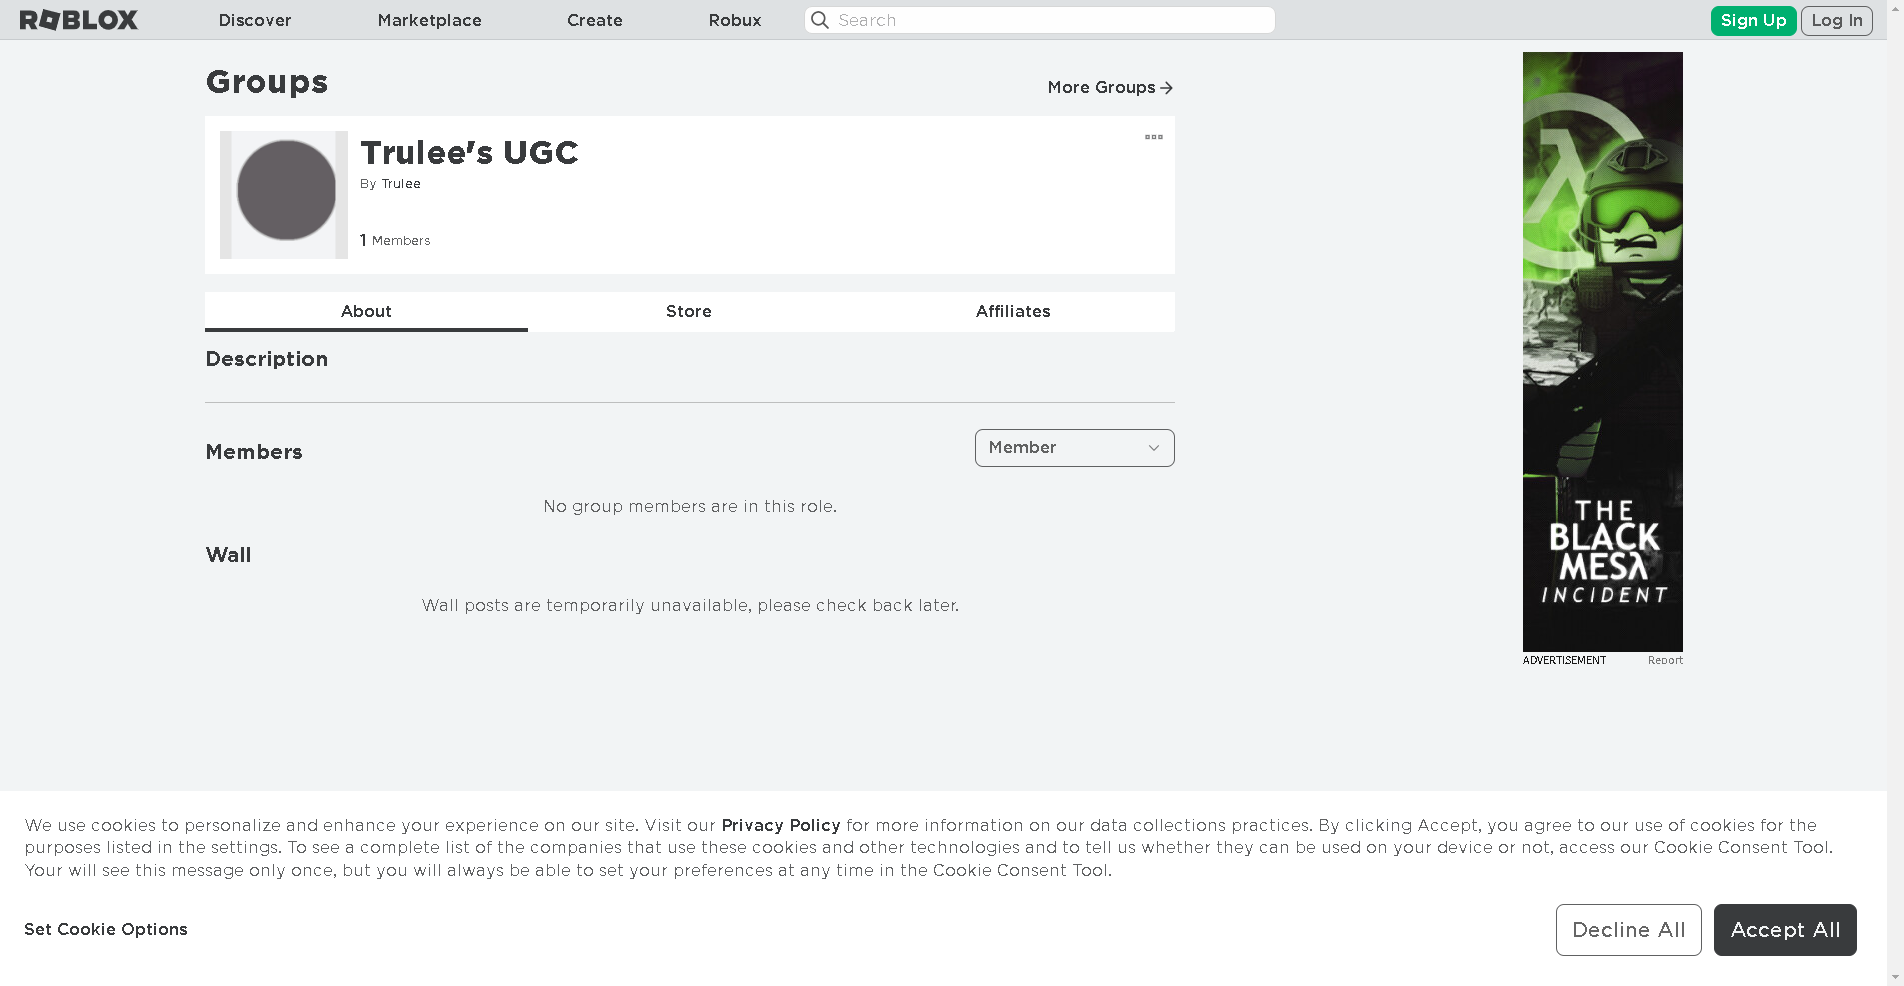 ROBLOX Discover Marketplace Create Robux Search Sign Up Log In
Groups
More Groups
Trulee's UGC
By Trulee
1 Members
About Store Affiliates
Description
Members
Member
No group members are in this role.
Wall
Wall posts are temporarily unavailable, please check back later.
THE
BLACK
MESλ
INCIDENT
ADVERTISEMENT Report
We use cookies to personalize and enhance your experience on our site. Visit our Privacy Policy for more information on our data collections practices. By clicking Accept, you agree to our use of cookies for the
purposes listed in the settings. To see a complete list of the companies that use these cookies and other technologies and to tell us whether they can be used on your device or not, access our Cookie Consent Tool.
Your will see this message only once, but you will always be able to set your preferences at any time in the Cookie Consent Tool.
Set Cookie Options
Decline All
Accept All